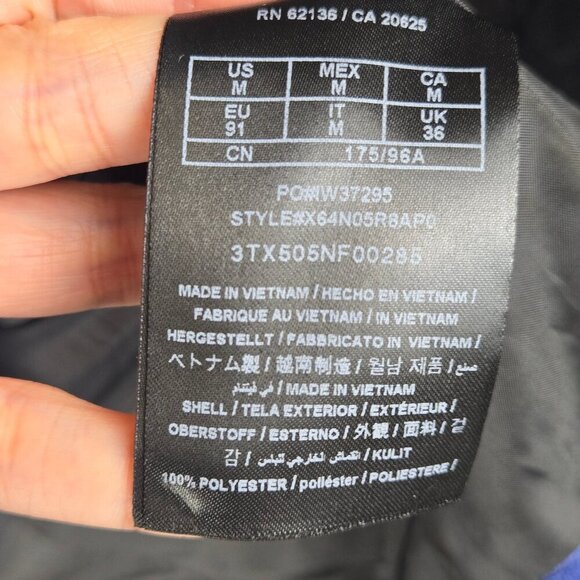 RN 62136 / CA 20625
US MEX CA
M M M
EU IT UK
91 M 36
CN 175/96A
PO#IW37295
STYLE#X64N05R8AP0
3TX505NF00285
MADE IN VIETNAM / HECHO EN VIETNAM /
FABRIQUE AU VIETNAM / IN VIETNAM
HERGESTELLT / FABBRICATO IN VIETNAM /
ベトナム製 / 越南制造 / 월남 제품 / صنع
في فيتنام / MADE IN VIETNAM
SHELL / TELA EXTERIOR / EXTÉRIEUR /
OBERSTOFF / ESTERNO / 外観 / 面料 / 겉
감 / القماش الخارجي للباس / KULIT
100% POLYESTER / poliéster / POLIESTERE /